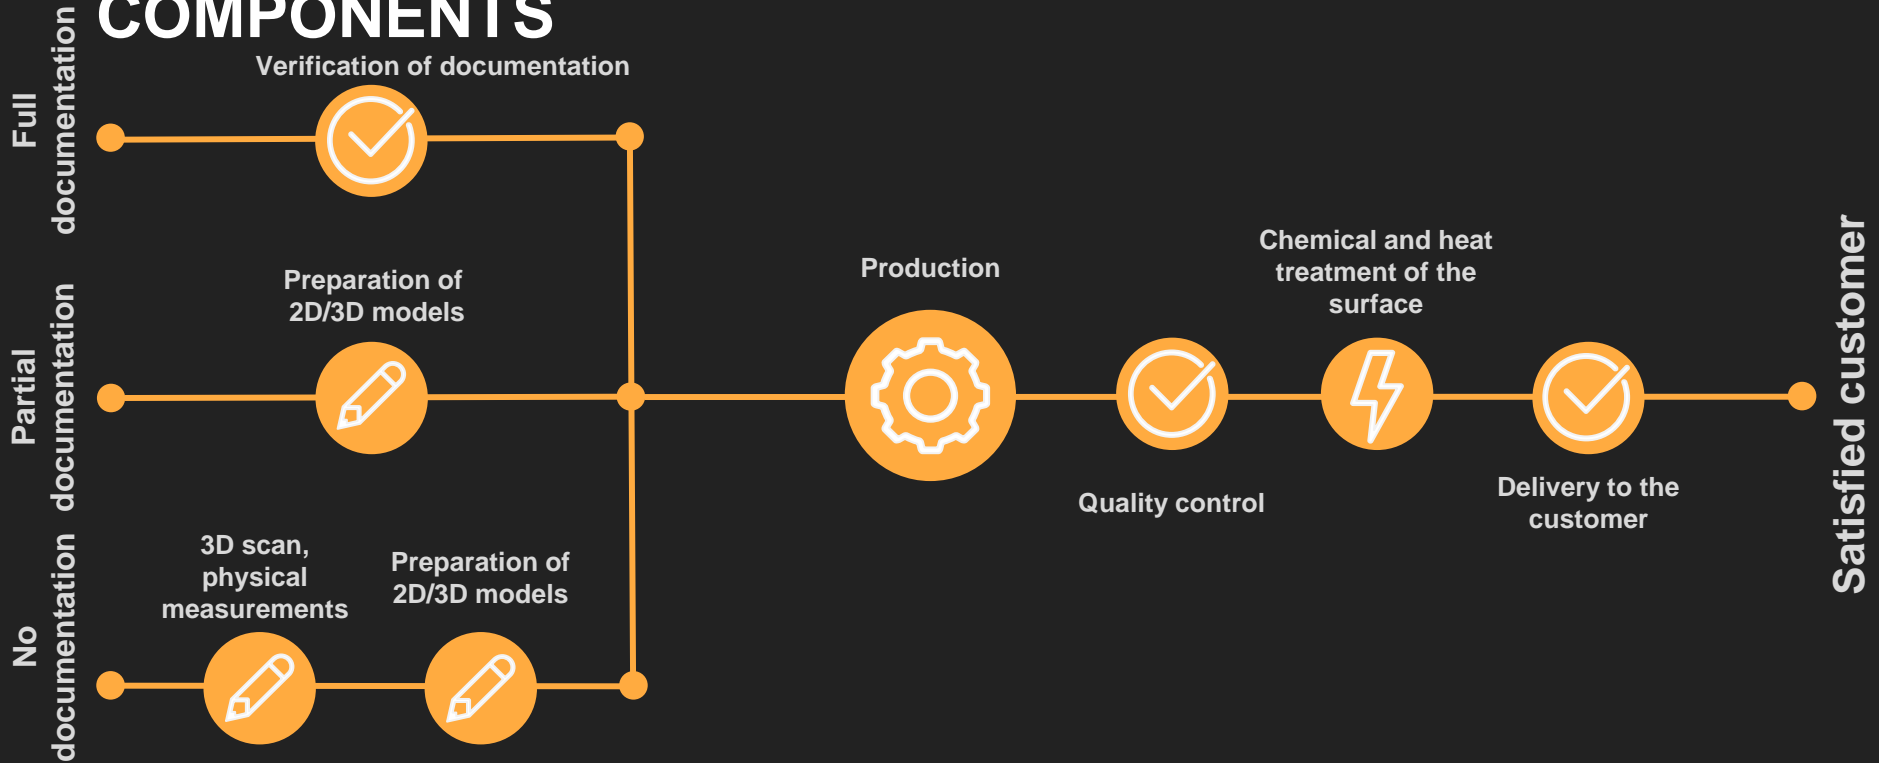 COMPONENTS
Full
documentation
Verification of documentation
Partial
documentation
Preparation of
2D/3D models
No
documentation
3D scan,
physical
measurements
Preparation of
2D/3D models
Production
Quality control
Chemical and heat
treatment of the
surface
Delivery to the
customer
Satisfied customer